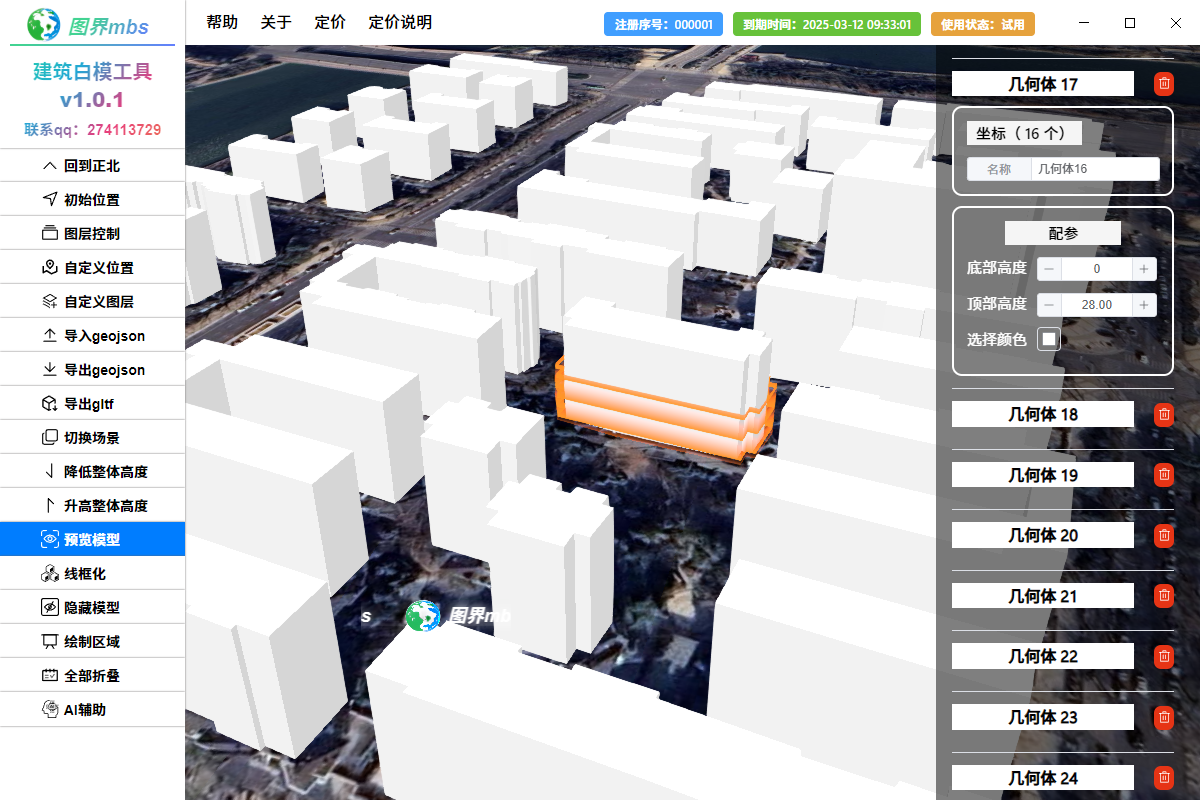 图界mbs
帮助 关于 定价 定价说明
注册序号：000001
到期时间：2025-03-12 09:33:01
使用状态：试用
建筑白模工具
v1.0.1
联系qq：274113729
回到正北
初始位置
图层控制
自定义位置
自定义图层
导入geojson
导出geojson
导出gltf
切换场景
降低整体高度
升高整体高度
预览模型
线框化
隐藏模型
绘制区域
全部折叠
AI辅助
s
图界mb
几何体 17
坐标（ 16 个）
名称 几何体16
配参
底部高度 0
顶部高度 28.00
选择颜色
几何体 18
几何体 19
几何体 20
几何体 21
几何体 22
几何体 23
几何体 24